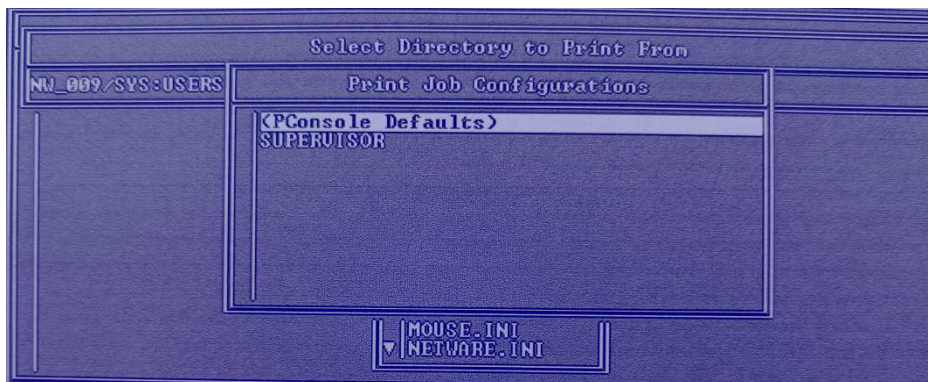 Select Directory to Print From
NW_009/SYS:USERS
Print Job Configurations
(PConsole Defaults)
SUPERVISOR
MOUSE.INI
NETWARE.INI